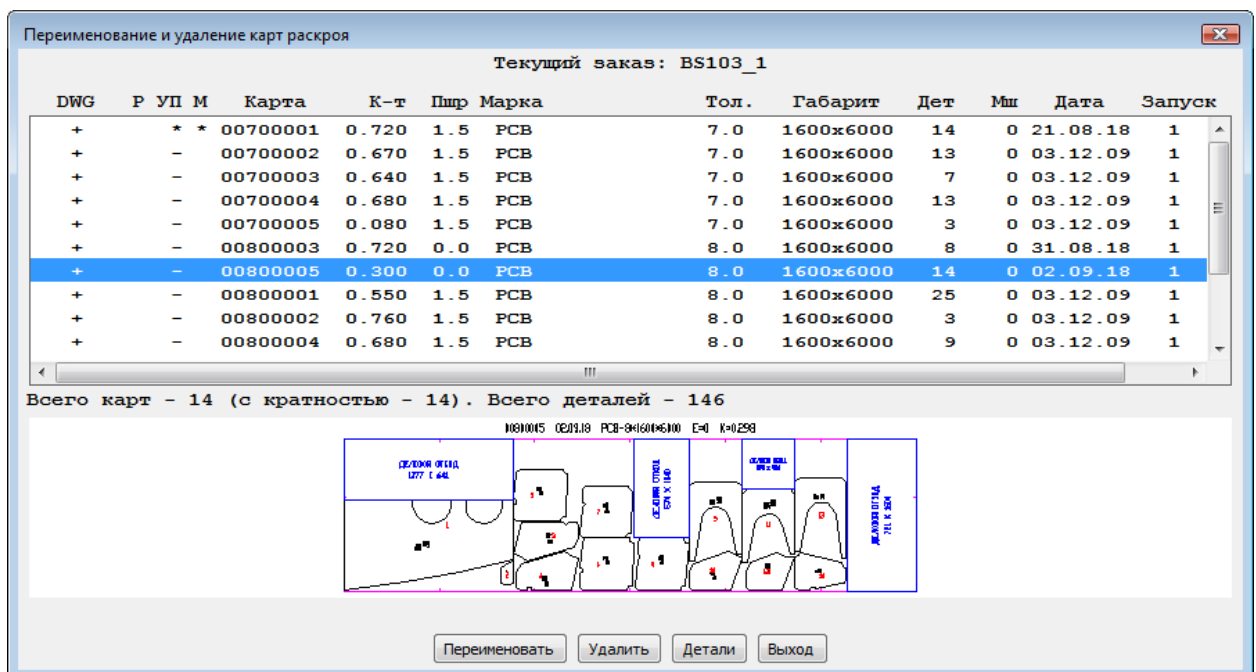 Переименование и удаление карт раскроя
Текущий заказ: BS103_1
DWG Р УП М Карта К-т Ппр Марка Тол. Габарит Дет Мш Дата Запуск
+ * * 00700001 0.720 1.5 РСВ 7.0 1600x6000 14 0 21.08.18 1
+ - 00700002 0.670 1.5 РСВ 7.0 1600x6000 13 0 03.12.09 1
+ - 00700003 0.640 1.5 РСВ 7.0 1600x6000 7 0 03.12.09 1
+ - 00700004 0.680 1.5 РСВ 7.0 1600x6000 13 0 03.12.09 1
+ - 00700005 0.080 1.5 РСВ 7.0 1600x6000 3 0 03.12.09 1
+ - 00800003 0.720 0.0 РСВ 8.0 1600x6000 8 0 31.08.18 1
+ - 00800005 0.300 0.0 РСВ 8.0 1600x6000 14 0 02.09.18 1
+ - 00800001 0.550 1.5 РСВ 8.0 1600x6000 25 0 03.12.09 1
+ - 00800002 0.760 1.5 РСВ 8.0 1600x6000 3 0 03.12.09 1
+ - 00800004 0.680 1.5 РСВ 8.0 1600x6000 9 0 03.12.09 1
Всего карт - 14 (с кратностью - 14). Всего деталей - 146
K=0.298
ДЕЛОВОЙ ОТХОД
ДЕЛОВОЙ ОТХОД
ДЕЛОВОЙ ОТХОД
Переименовать Удалить Детали Выход